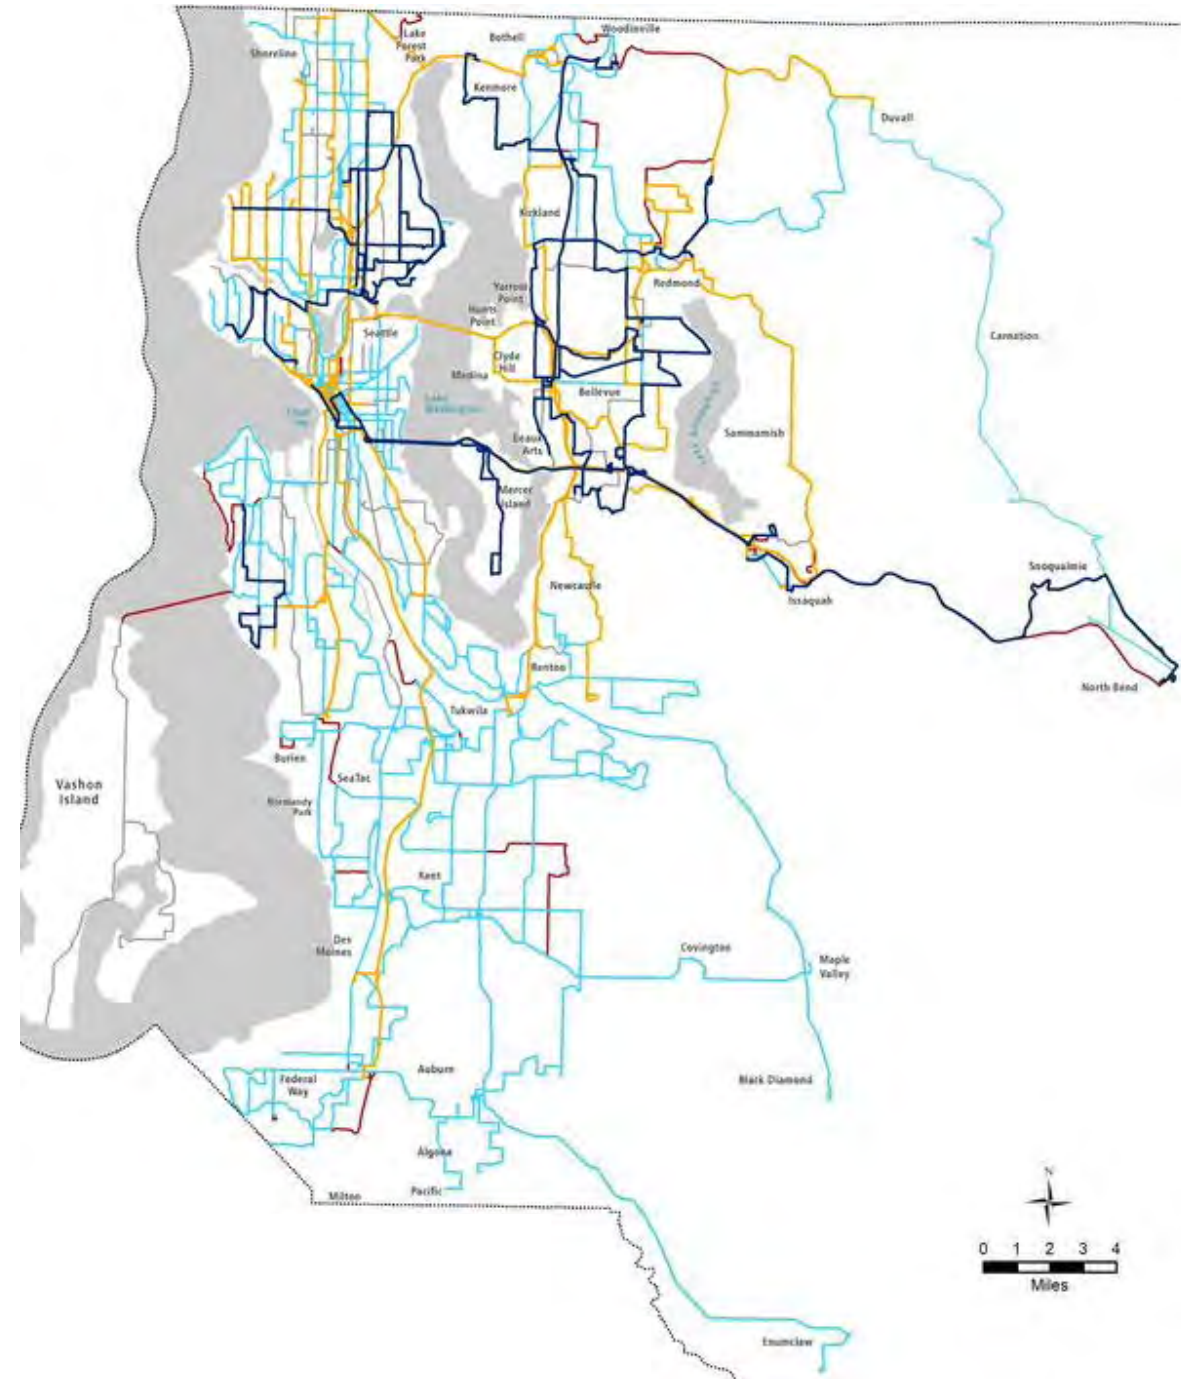 Lake
Forest
Park
Bothell
Woodinville
Shoreline
Kenmore
Duvall
Kirkland
Yarrow
Point
Redmond
Hunts
Point
Seattle
Carnation
Clyde
Hill
Medina
Bellevue
Lake
Washington
Sammamish
Beaux
Arts
Mercer
Island
Snoqualmie
Newcastle
Issaquah
Renton
North Bend
Tukwila
Burien
SeaTac
Vashon
Island
Normandy
Park
Kent
Des
Moines
Covington
Maple
Valley
Auburn
Federal
Way
Black Diamond
Algona
Pacific
Milton
N
0 1 2 3 4
Miles
Enumclaw